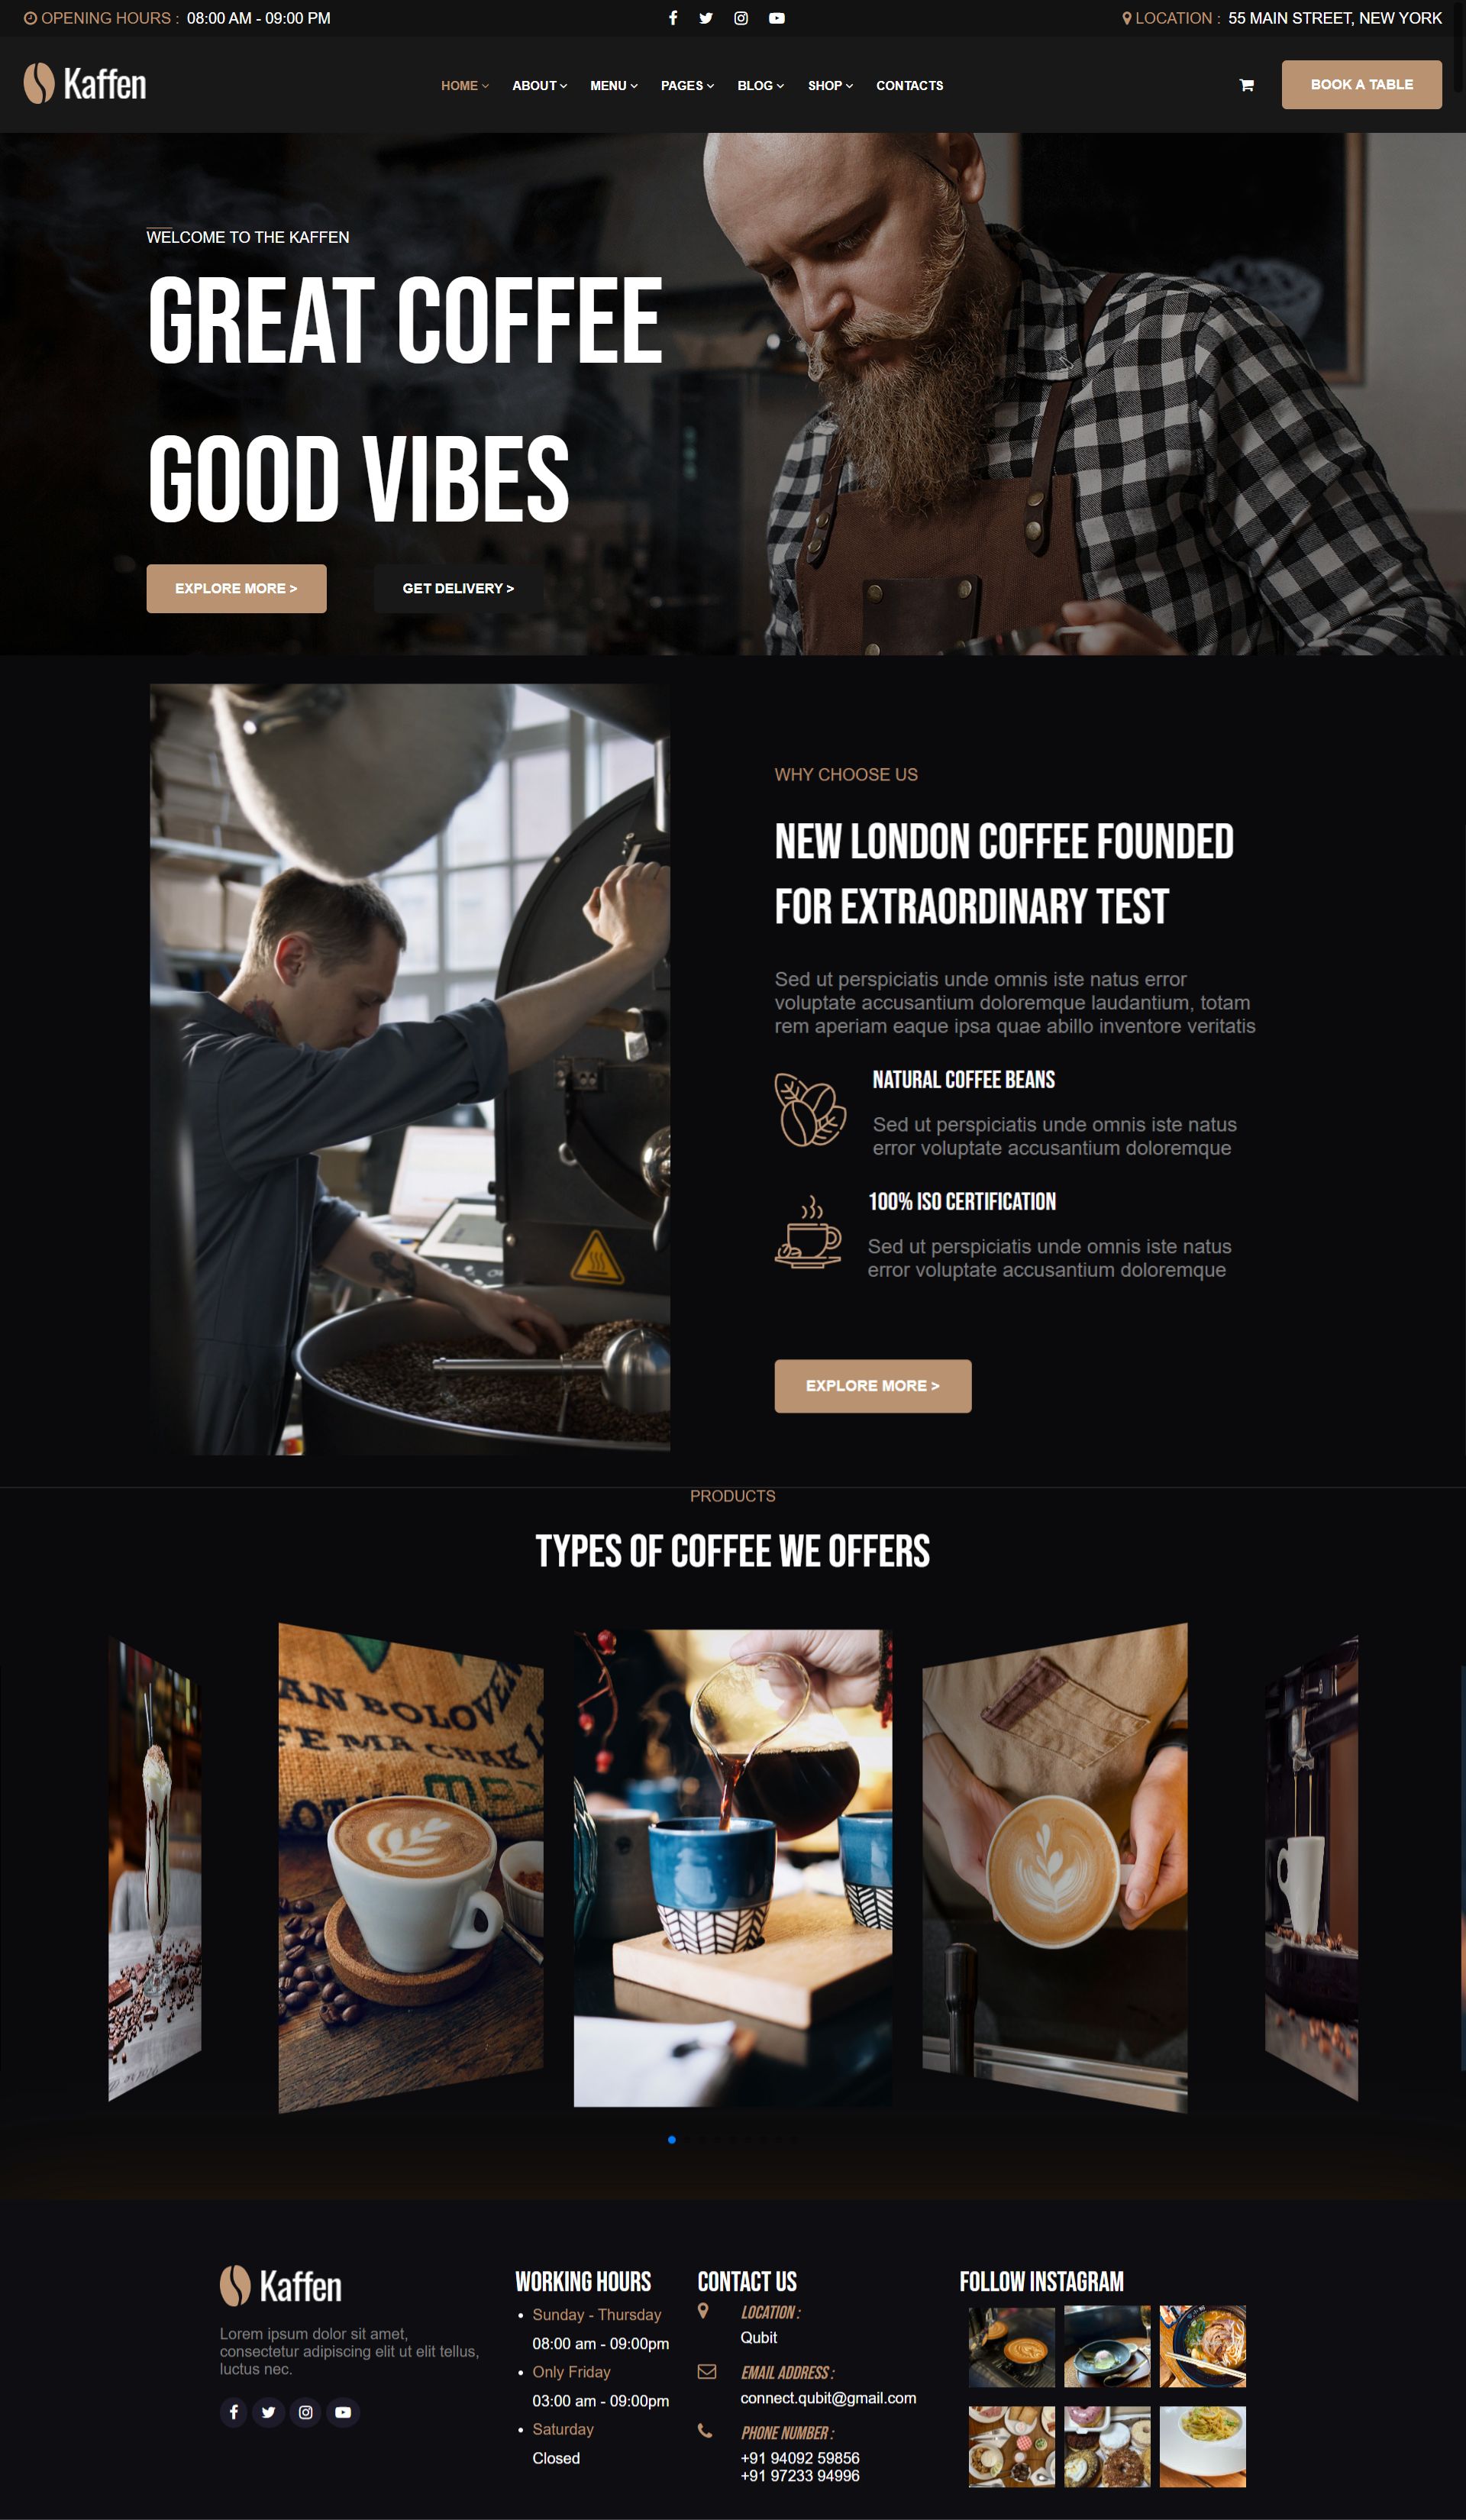 OPENING HOURS : 08:00 AM - 09:00 PM
LOCATION : 55 MAIN STREET, NEW YORK
Kaffen
HOME ABOUT MENU PAGES BLOG SHOP CONTACTS
BOOK A TABLE
WELCOME TO THE KAFFEN
GREAT COFFEE
GOOD VIBES
EXPLORE MORE >
GET DELIVERY >
WHY CHOOSE US
NEW LONDON COFFEE FOUNDED
FOR EXTRAORDINARY TEST
Sed ut perspiciatis unde omnis iste natus error
voluptate accusantium doloremque laudantium, totam
rem aperiam eaque ipsa quae abillo inventore veritatis
NATURAL COFFEE BEANS
Sed ut perspiciatis unde omnis iste natus
error voluptate accusantium doloremque
100% ISO CERTIFICATION
Sed ut perspiciatis unde omnis iste natus
error voluptate accusantium doloremque
EXPLORE MORE >
PRODUCTS
TYPES OF COFFEE WE OFFERS
AN BOLOVEN
Kaffen
Lorem ipsum dolor sit amet,
consectetur adipiscing elit ut elit tellus,
luctus nec.
WORKING HOURS
Sunday - Thursday
08:00 am - 09:00pm
Only Friday
03:00 am - 09:00pm
Saturday
Closed
CONTACT US
LOCATION :
Qubit
EMAIL ADDRESS :
connect.qubit@gmail.com
PHONE NUMBER :
+91 94092 59856
+91 97233 94996
FOLLOW INSTAGRAM